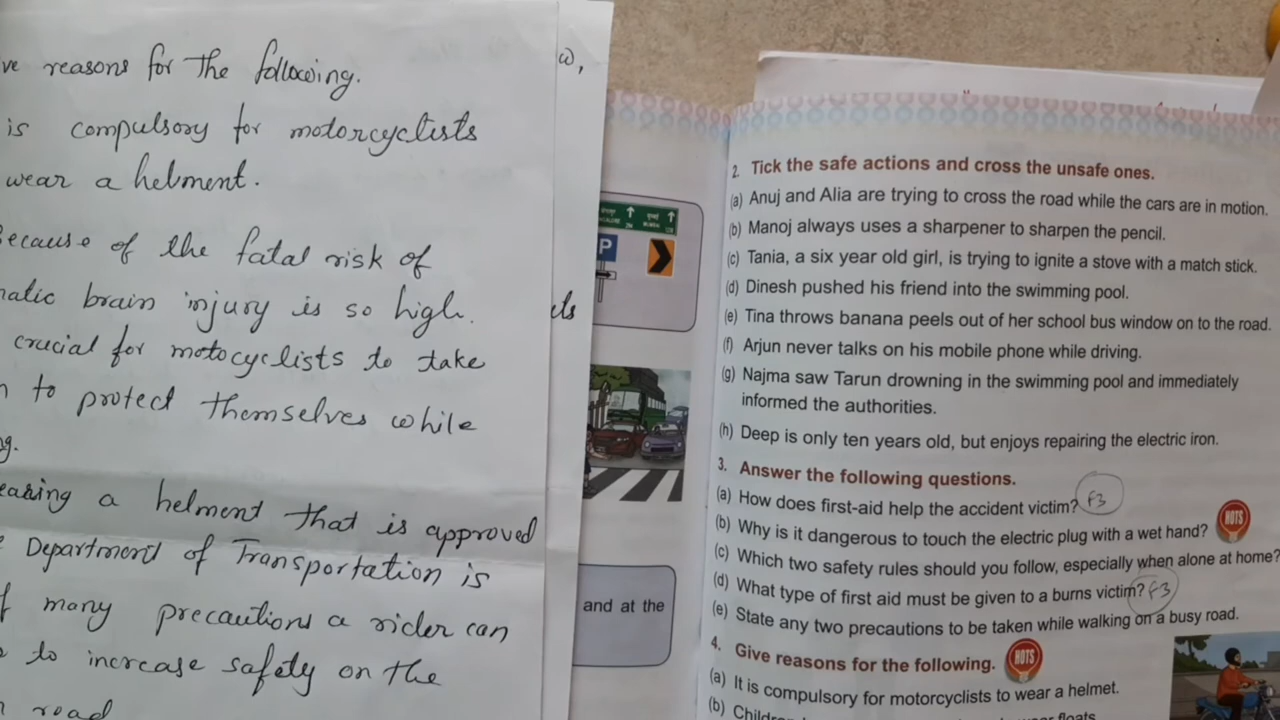 ve reasons for the following.
is compulsory for motorcyclists
wear a helment.
ecause of the fatal risk of
matic brain injury is so high.
crucial for motocyclists to take
n to protect themselves while
g.
earing a helment that is approved
e Department of Transportation is
f many precautions a rider can
to increase safety on the
n road
w,
ets
P
and at the
2. Tick the safe actions and cross the unsafe ones.
(a) Anuj and Alia are trying to cross the road while the cars are in motion.
(b) Manoj always uses a sharpener to sharpen the pencil.
(c) Tania, a six year old girl, is trying to ignite a stove with a match stick.
(d) Dinesh pushed his friend into the swimming pool.
(e) Tina throws banana peels out of her school bus window on to the road.
(f) Arjun never talks on his mobile phone while driving.
(g) Najma saw Tarun drowning in the swimming pool and immediately
informed the authorities.
(h) Deep is only ten years old, but enjoys repairing the electric iron.
3. Answer the following questions.
(a) How does first-aid help the accident victim? F3
(b) Why is it dangerous to touch the electric plug with a wet hand? HOTS
(c) Which two safety rules should you follow, especially when alone at home?
(d) What type of first aid must be given to a burns victim? F3
(e) State any two precautions to be taken while walking on a busy road.
4. Give reasons for the following. HOTS
(a) It is compulsory for motorcyclists to wear a helmet.
(b) Childre floats